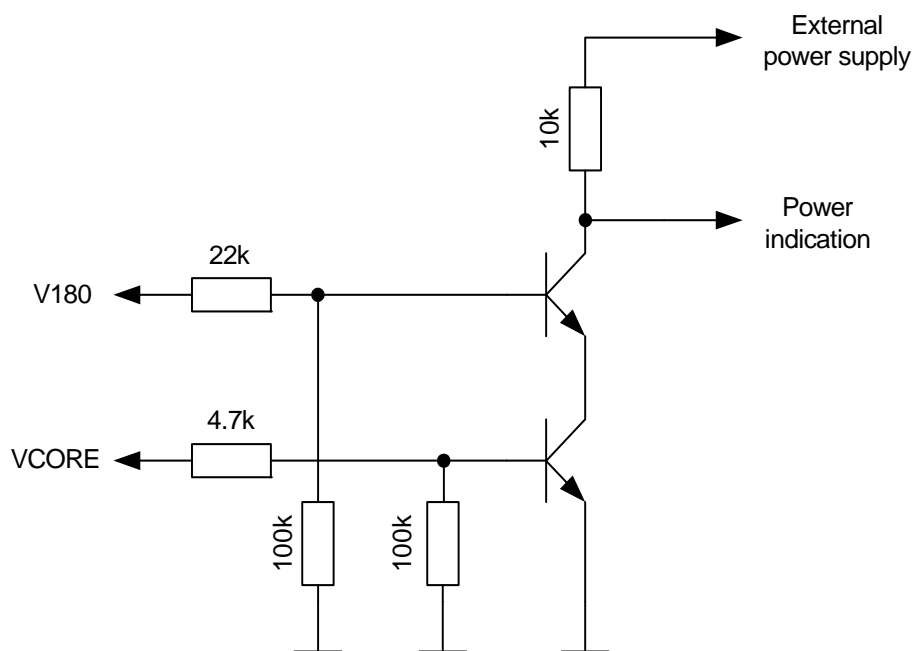 External
power supply
10k
Power
indication
22k
V180
4.7k
VCORE
100k
100k